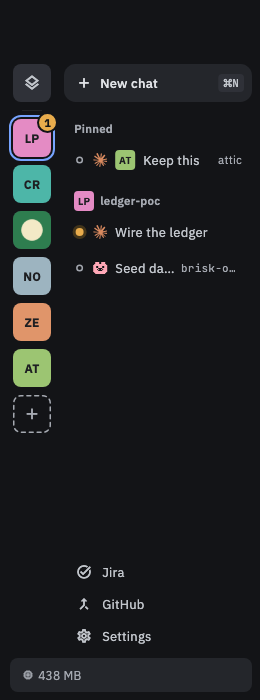 New chat ⌘N
LP 1
CR
NO
ZE
AT
Pinned
AT Keep this attic
LP ledger-poc
Wire the ledger
Seed da... brisk-o…
Jira
GitHub
Settings
438 MB